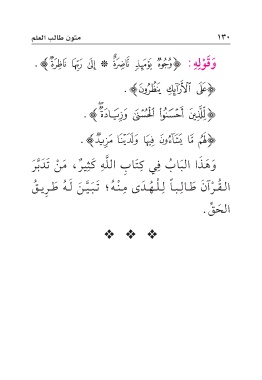 ١٣٠ متون طالب العلم
وَقَوْلِهِ: ﴿وُجُوهٌ يَوْمَئِذٍ نَاضِرَةٌ * إِلَىٰ رَبِّهَا نَاظِرَةٌ﴾.
﴿عَلَى ٱلْأَرَآئِكِ يَنظُرُونَ﴾.
﴿لِّلَّذِينَ أَحْسَنُوا۟ ٱلْحُسْنَىٰ وَزِيَادَةٌ﴾.
﴿لَهُم مَّا يَشَآءُونَ فِيهَا وَلَدَيْنَا مَزِيدٌ﴾.
وَهَذَا البَابُ فِي كِتَابِ اللَّهِ كَثِيرٌ، مَنْ تَدَبَّرَ
القُرْآنَ طَالِباً لِلْهُدَى مِنْهُ؛ تَبَيَّنَ لَهُ طَرِيقُ
الحَقِّ.